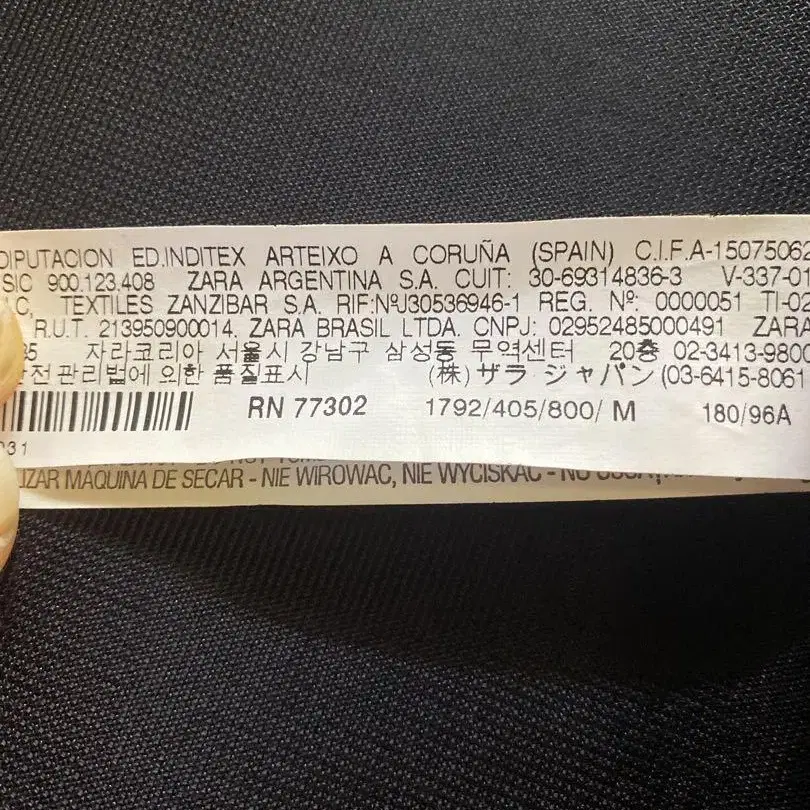 DIPUTACION ED.INDITEX ARTEIXO A CORUÑA (SPAIN) C.I.F.A-15075062
SIC 900.123.408 ZARA ARGENTINA S.A. CUIT: 30-69314836-3 V-337-01
AC, TEXTILES ZANZIBAR S.A. RIF:NºJ30536946-1 REG. Nº: 0000051 TI-02
R.U.T. 213950900014. ZARA BRASIL LTDA. CNPJ: 02952485000491 ZARA
35 자라코리아 서울시 강남구 삼성동 무역센터 20층 02-3413-9800
안전 관리법에 의한 품질표시 (株) ザラ ジャパン (03-6415-8061
RN 77302 1792/405/800/ M 180/96A
031
LIZAR MÁQUINA DE SECAR - NIE WIROWAC, NIE WYCISKAC - NU